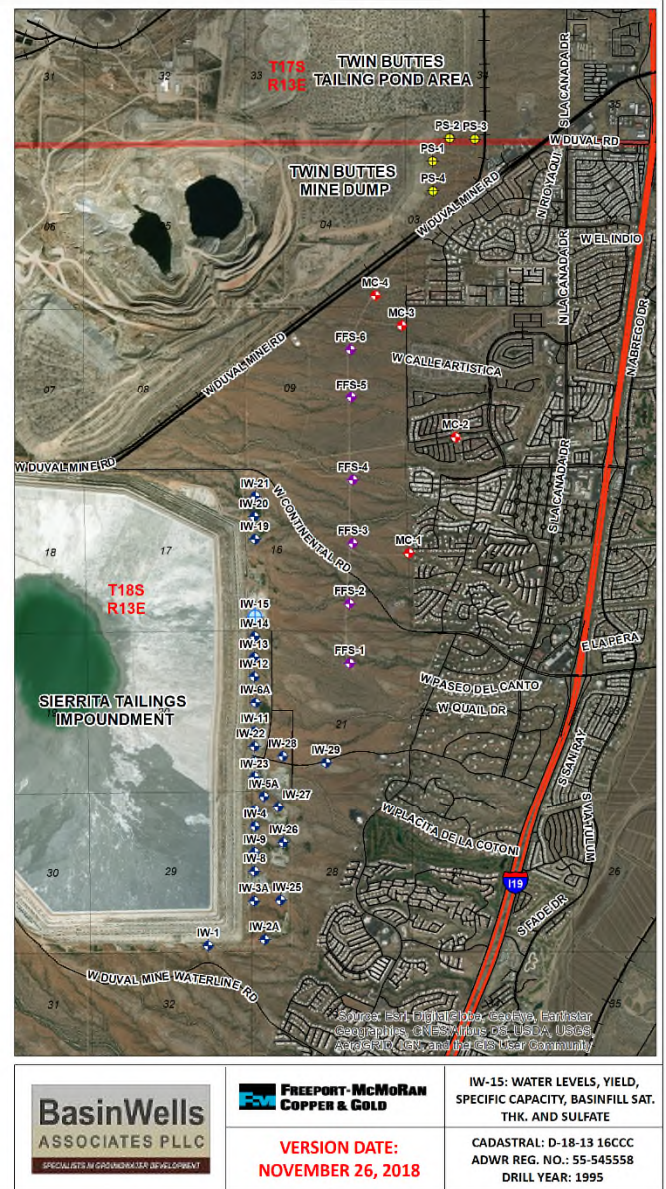 TWIN BUTTES
TAILING POND AREA
T17S
R13E
31
32
33
34
35
1
S LA CANADA DR
PS-2 PS-3
W DUVAL RD
PS-1
PS-4
TWIN BUTTES
MINE DUMP
W DUVAL MINE RD
N RIO YAQUI
06
05
04
03
W EL INDIO
N LA CANADA DR
MC-4
MC-3
N ABREGO DR
FFS-6
W DUVAL MINE RD
W CALLE ARTISTICA
07
08
09
FFS-5
MC-2
S LA CANADA DR
W DUVAL MINE RD
FFS-4
IW-21
IW-20
IW-19
W CONTINENTAL RD
FFS-3
MC-1
18
17
16
T18S
R13E
FFS-2
IW-15
IW-14
IW-13
E LA PERA
FFS-1
IW-12
W PASEO DEL CANTO
IW-6A
SIERRITA TAILINGS
IMPOUNDMENT
19
20
21
W QUAIL DR
IW-11
IW-22
IW-28
IW-29
S SAN RAY
IW-23
IW-5A
IW-27
S VIA TULUM
IW-4
W PLACITA DE LA COTONI
IW-9
IW-26
IW-8
30
29
28
26
I19
IW-3A
IW-25
S FADE DR
IW-1
IW-2A
W DUVAL MINE WATERLINE RD
31
32
35
Source: Esri, DigitalGlobe, GeoEye, Earthstar
Geographics, CNES/Airbus DS, USDA, USGS,
AeroGRID, IGN, and the GIS User Community
BasinWells
ASSOCIATES PLLC
SPECIALISTS IN GROUNDWATER DEVELOPMENT
FREEPORT-MCMORAN
COPPER & GOLD
VERSION DATE:
NOVEMBER 26, 2018
IW-15: WATER LEVELS, YIELD,
SPECIFIC CAPACITY, BASINFILL SAT.
THK. AND SULFATE
CADASTRAL: D-18-13 16CCC
ADWR REG. NO.: 55-545558
DRILL YEAR: 1995